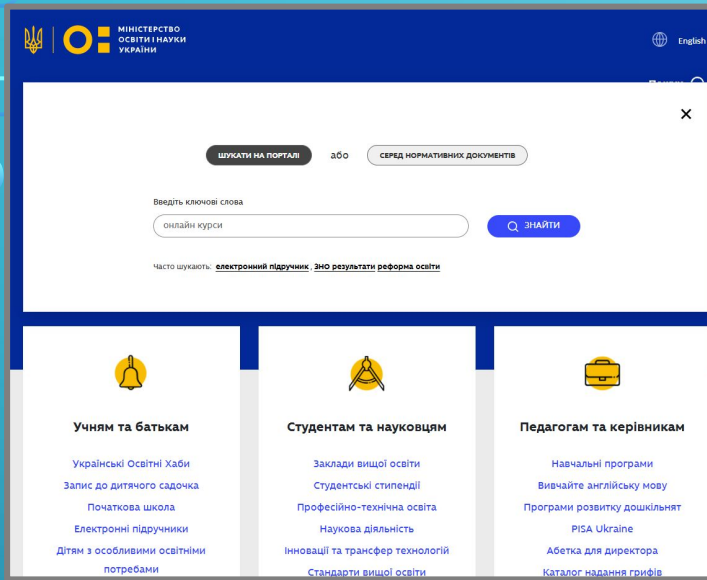 МІНІСТЕРСТВО
ОСВІТИ І НАУКИ
УКРАЇНИ
English
ШУКАТИ НА ПОРТАЛІ або СЕРЕД НОРМАТИВНИХ ДОКУМЕНТІВ
Введіть ключові слова
онлайн курси
ЗНАЙТИ
Часто шукають: електронний підручник , ЗНО результати реформа освіти
Учням та батькам
Українські Освітні Хаби
Запис до дитячого садочка
Початкова школа
Електронні підручники
Дітям з особливими освітніми
потребами
Студентам та науковцям
Заклади вищої освіти
Студентські стипендії
Професійно-технічна освіта
Наукова діяльність
Інновації та трансфер технологій
Стандарти вищої освіти
Педагогам та керівникам
Навчальні програми
Вивчайте англійську мову
Програми розвитку дошкільнят
PISA Ukraine
Абетка для директора
Каталог надання грифів